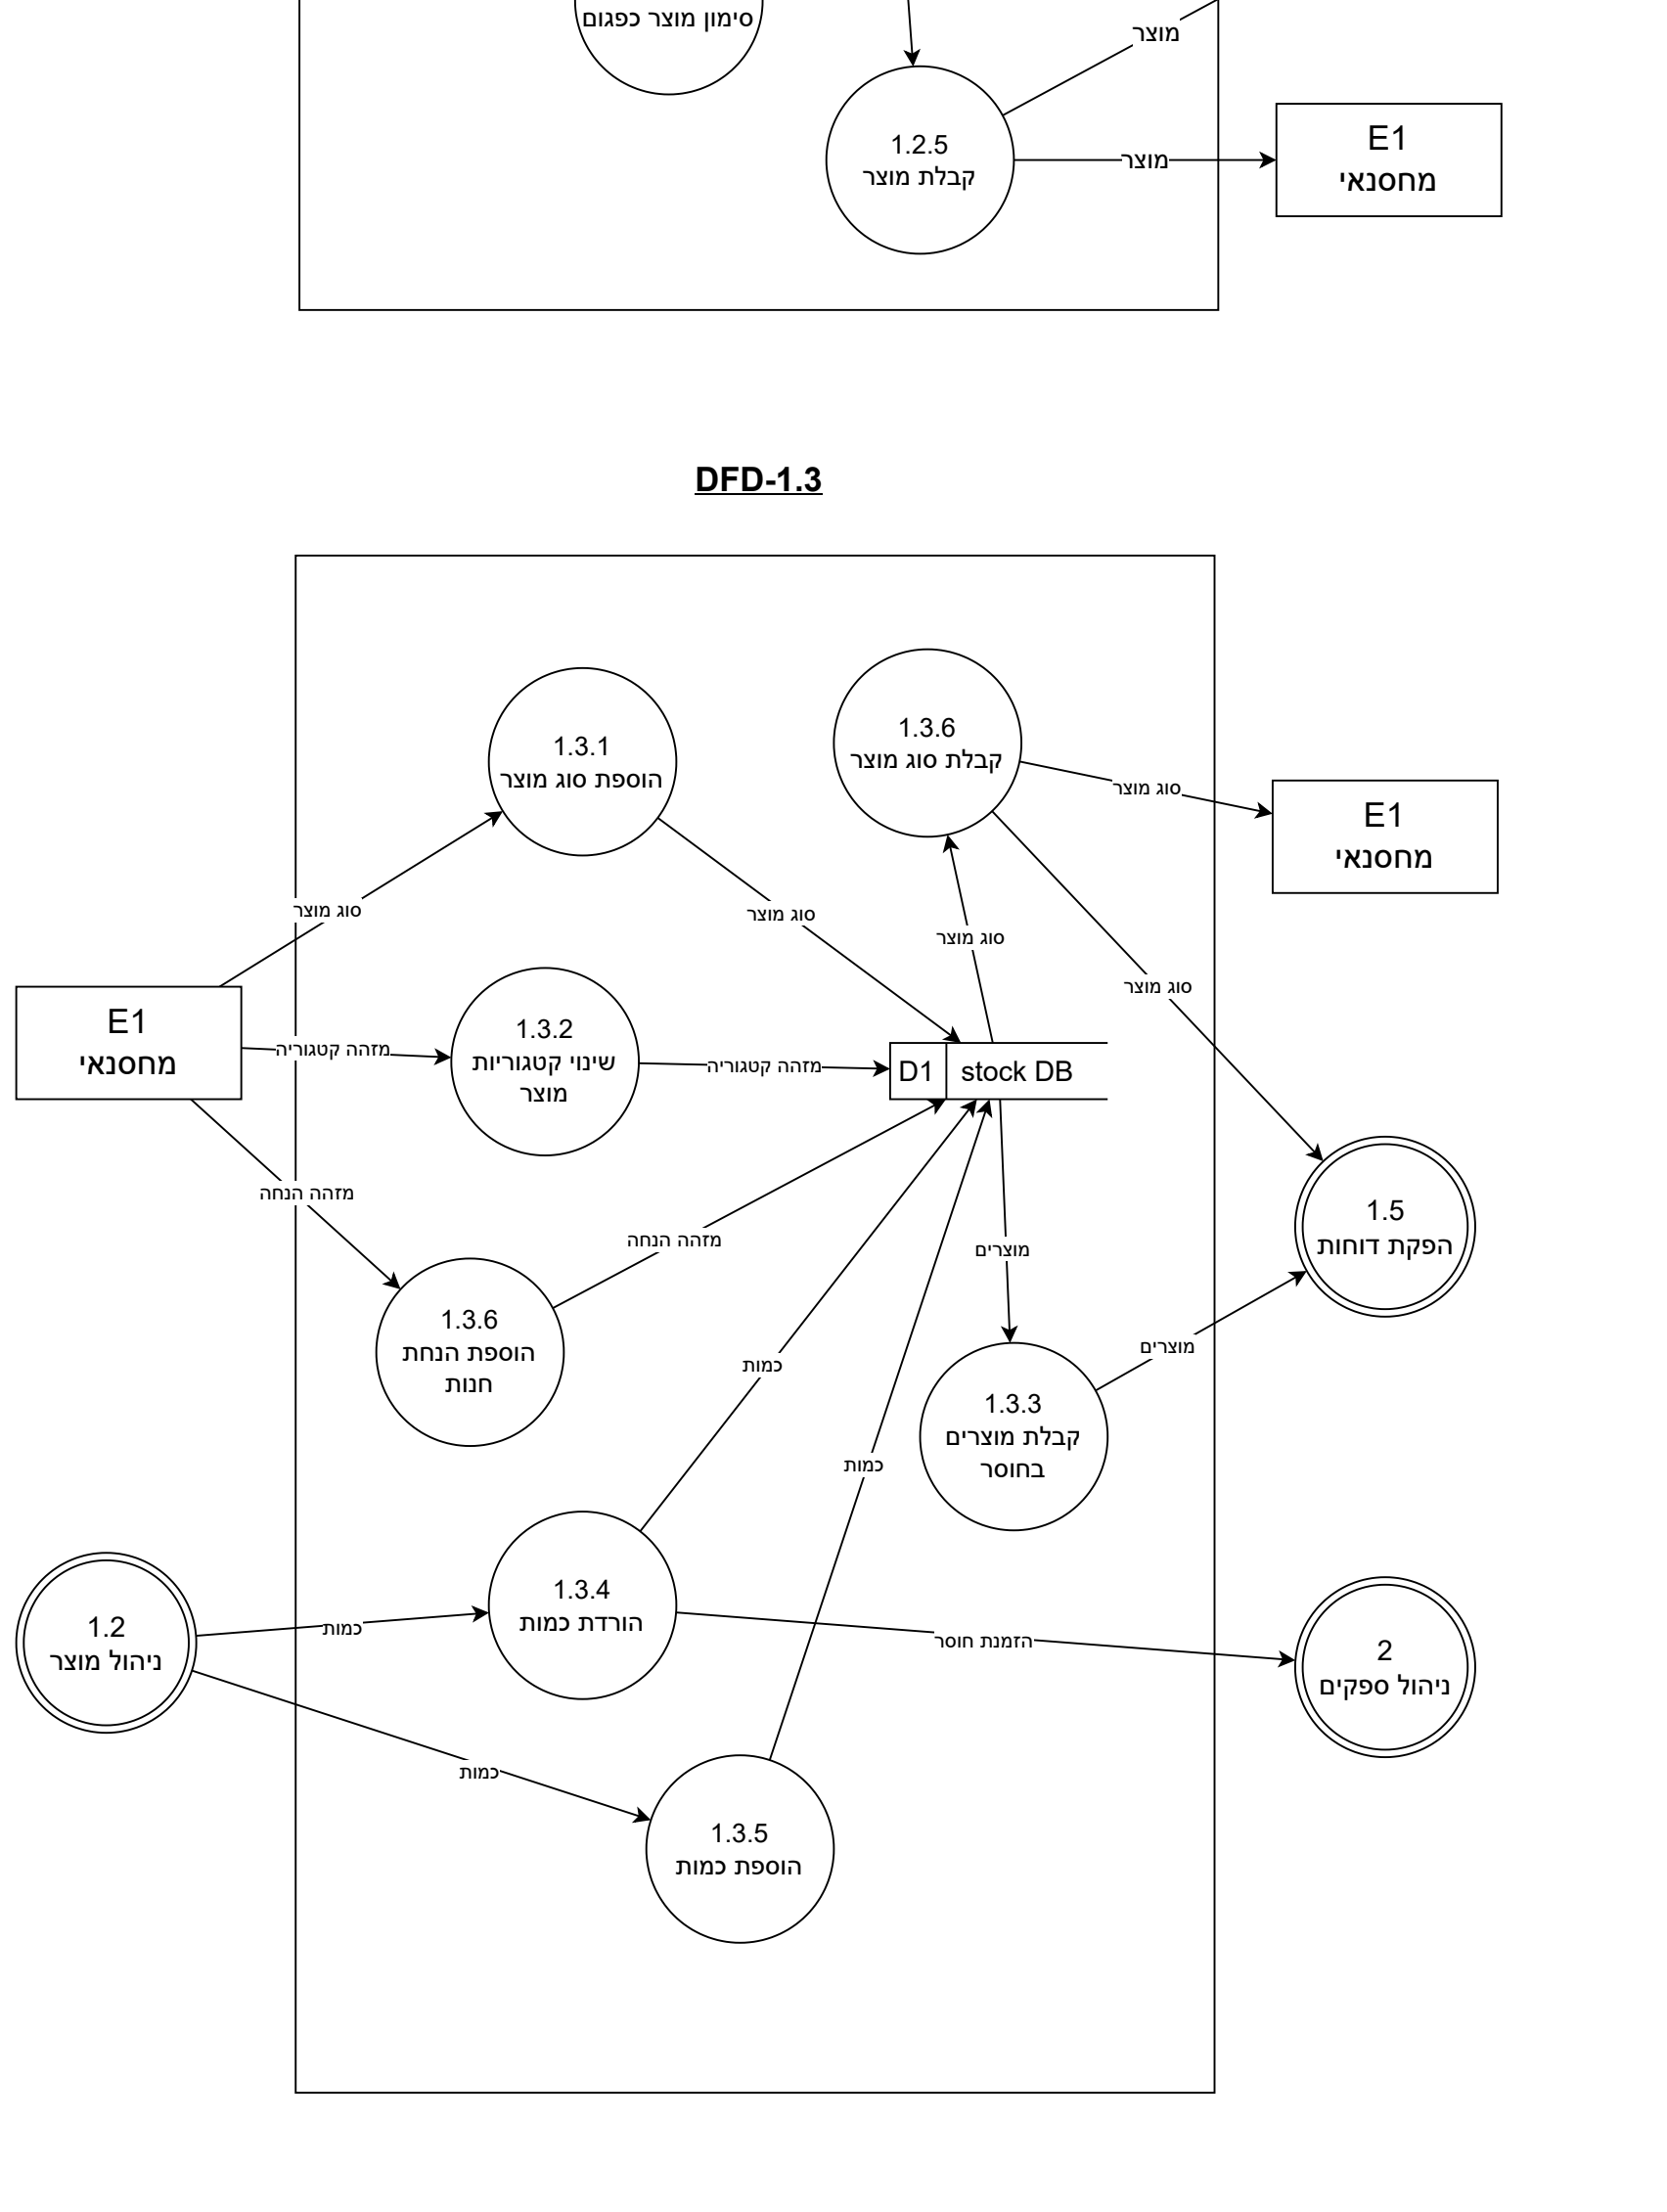 סימון מוצר כפגום
מוצר
1.2.5
קבלת מוצר
מוצר
E1
מחסנאי
DFD-1.3
1.3.1
הוספת סוג מוצר
1.3.6
קבלת סוג מוצר
סוג מוצר
E1
מחסנאי
סוג מוצר
סוג מוצר
סוג מוצר
סוג מוצר
E1
מחסנאי
מזהה קטגוריה
1.3.2
שינוי קטגוריות
מוצר
מזהה קטגוריה
D1
stock DB
מזהה הנחה
מזהה הנחה
מוצרים
1.5
הפקת דוחות
1.3.6
הוספת הנחת
חנות
כמות
מוצרים
1.3.3
קבלת מוצרים
בחוסר
כמות
1.2
ניהול מוצר
כמות
1.3.4
הורדת כמות
הזמנת חוסר
2
ניהול ספקים
כמות
1.3.5
הוספת כמות